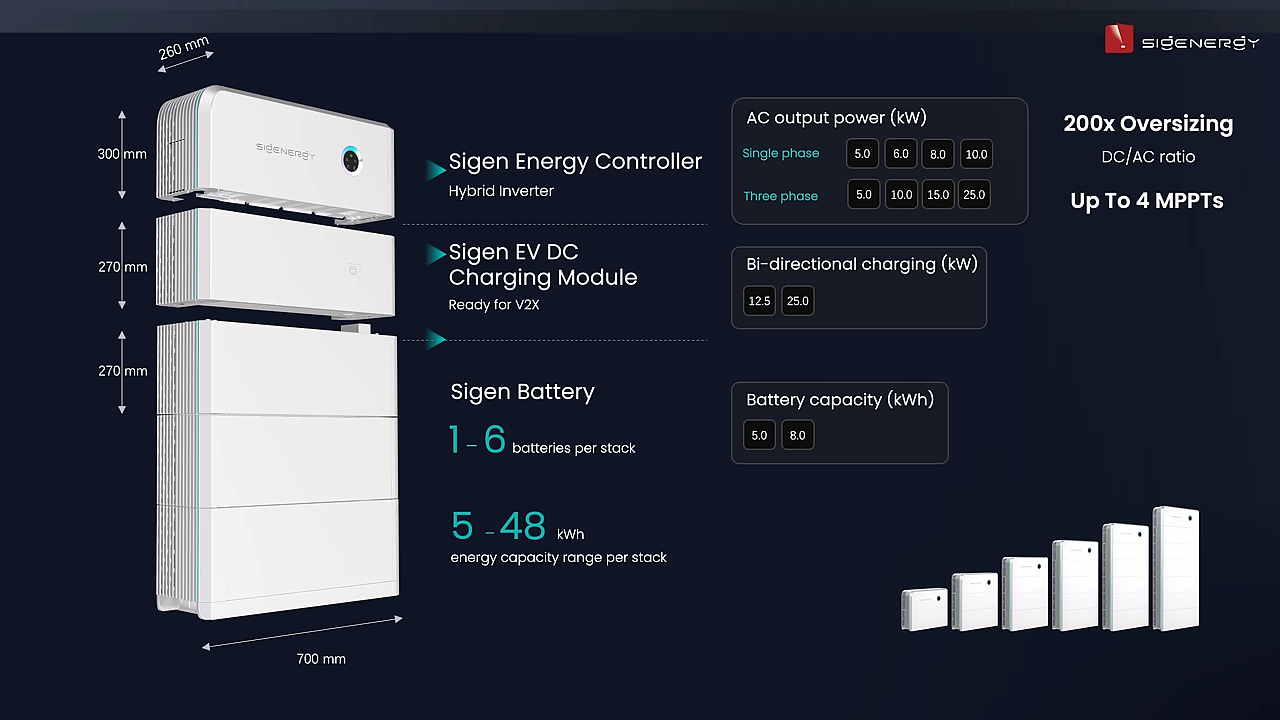 260 mm
SIGENERGY
300 mm
SIGENERGY
Sigen Energy Controller
Hybrid Inverter
AC output power (kW)
Single phase 5.0 6.0 8.0 10.0
Three phase 5.0 10.0 15.0 25.0
200x Oversizing
DC/AC ratio
Up To 4 MPPTs
270 mm
Sigen EV DC
Charging Module
Ready for V2X
Bi-directional charging (kW)
12.5 25.0
270 mm
Sigen Battery
1 – 6 batteries per stack
5 – 48 kWh
energy capacity range per stack
Battery capacity (kWh)
5.0 8.0
700 mm